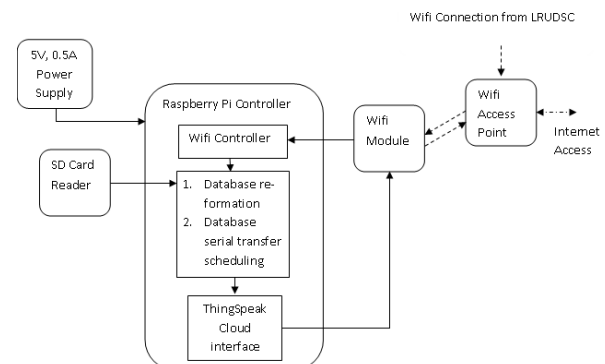 Wifi Connection from LRUDSC
5V, 0.5A
Power
Supply
Raspberry Pi Controller
Wifi
Access
Point
Wifi
Module
Internet
Access
Wifi Controller
SD Card
Reader
1. Database re-
formation
2. Database
serial transfer
scheduling
ThingSpeak
Cloud
interface